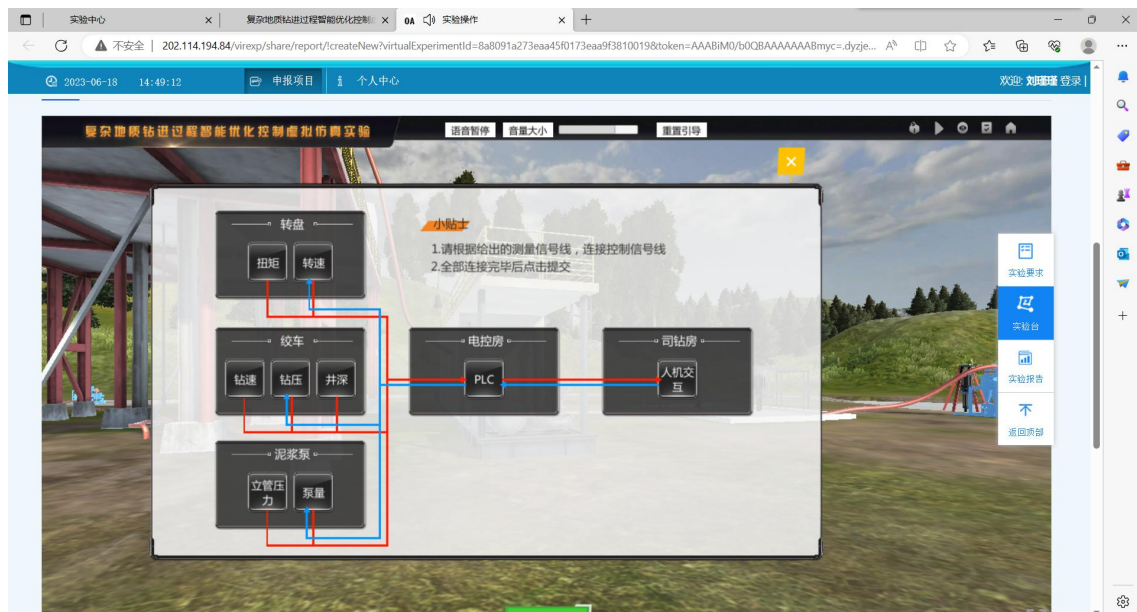 实验中心
复杂地质钻进过程智能优化控制
实验操作
不安全
202.114.194.84/virexp/share/report/!createNew?virtualExperimentId=8a8091a273eaa45f0173eaa9f3810019&token=AAABiM0/b0QBAAAAAAABmyc=.dyzje...
2023-06-18 14:49:12
申报项目
个人中心
欢迎: 刘瑾瑾 登录 |
复杂地质钻进过程智能优化控制虚拟仿真实验
语音暂停
音量大小
重置引导
转盘
扭矩
转速
小贴士
1.请根据给出的测量信号线，连接控制信号线
2.全部连接完毕后点击提交
绞车
钻速
钻压
井深
电控房
PLC
司钻房
人机交
互
泥浆泵
立管压
力
泵量
实验要求
实验台
实验报告
返回顶部